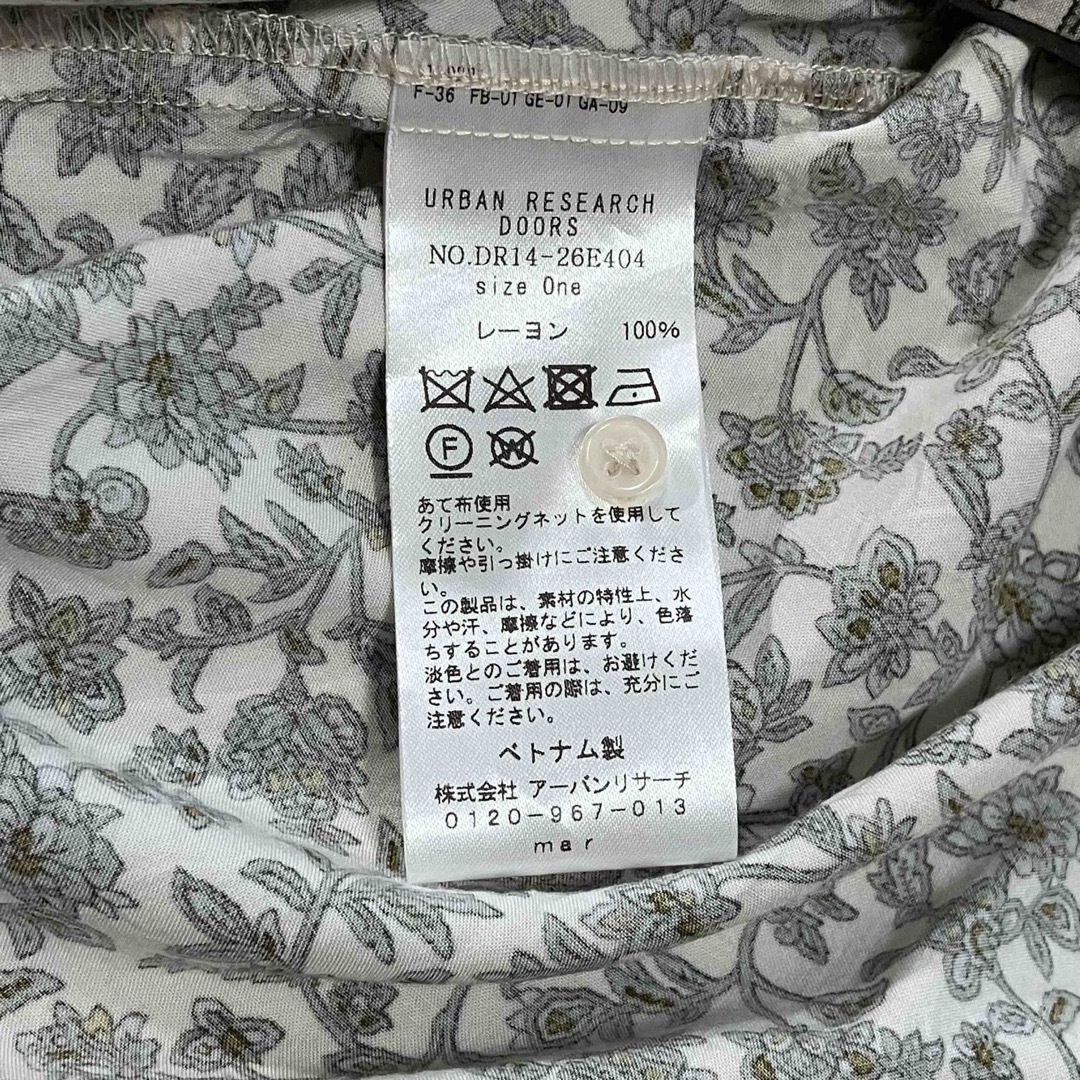 F-36 FB-01 GE-01 GA-09
URBAN RESEARCH
DOORS
NO.DR14-26E404
size One
レーヨン 100%
F
W
あて布使用
クリーニングネットを使用して
ください。
摩擦や引っ掛けにご注意くださ
い。
この製品は、素材の特性上、水
分や汗、摩擦などにより、色落
ちすることがあります。
淡色とのご着用は、お避けくだ
さい。ご着用の際は、充分にご
注意ください。
ベトナム製
株式会社 アーバンリサーチ
0120-967-013
mar